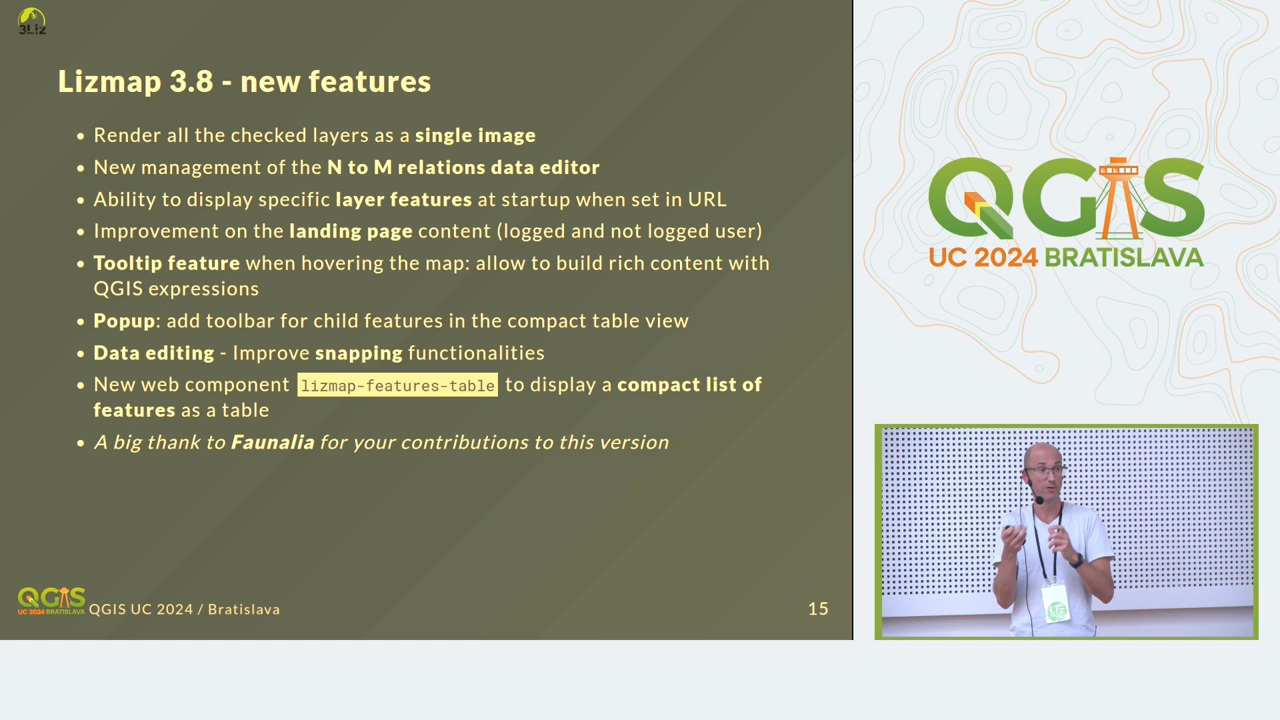 3Liz
Lizmap 3.8 - new features
• Render all the checked layers as a single image
• New management of the N to M relations data editor
• Ability to display specific layer features at startup when set in URL
• Improvement on the landing page content (logged and not logged user)
• Tooltip feature when hovering the map: allow to build rich content with
QGIS expressions
• Popup: add toolbar for child features in the compact table view
• Data editing - Improve snapping functionalities
• New web component lizmap-features-table to display a compact list of
features as a table
• A big thank to Faunalia for your contributions to this version
QGIS
UC 2024 BRATISLAVA
QGIS UC 2024 / Bratislava
15
QGIS
UC 2024 BRATISLAVA